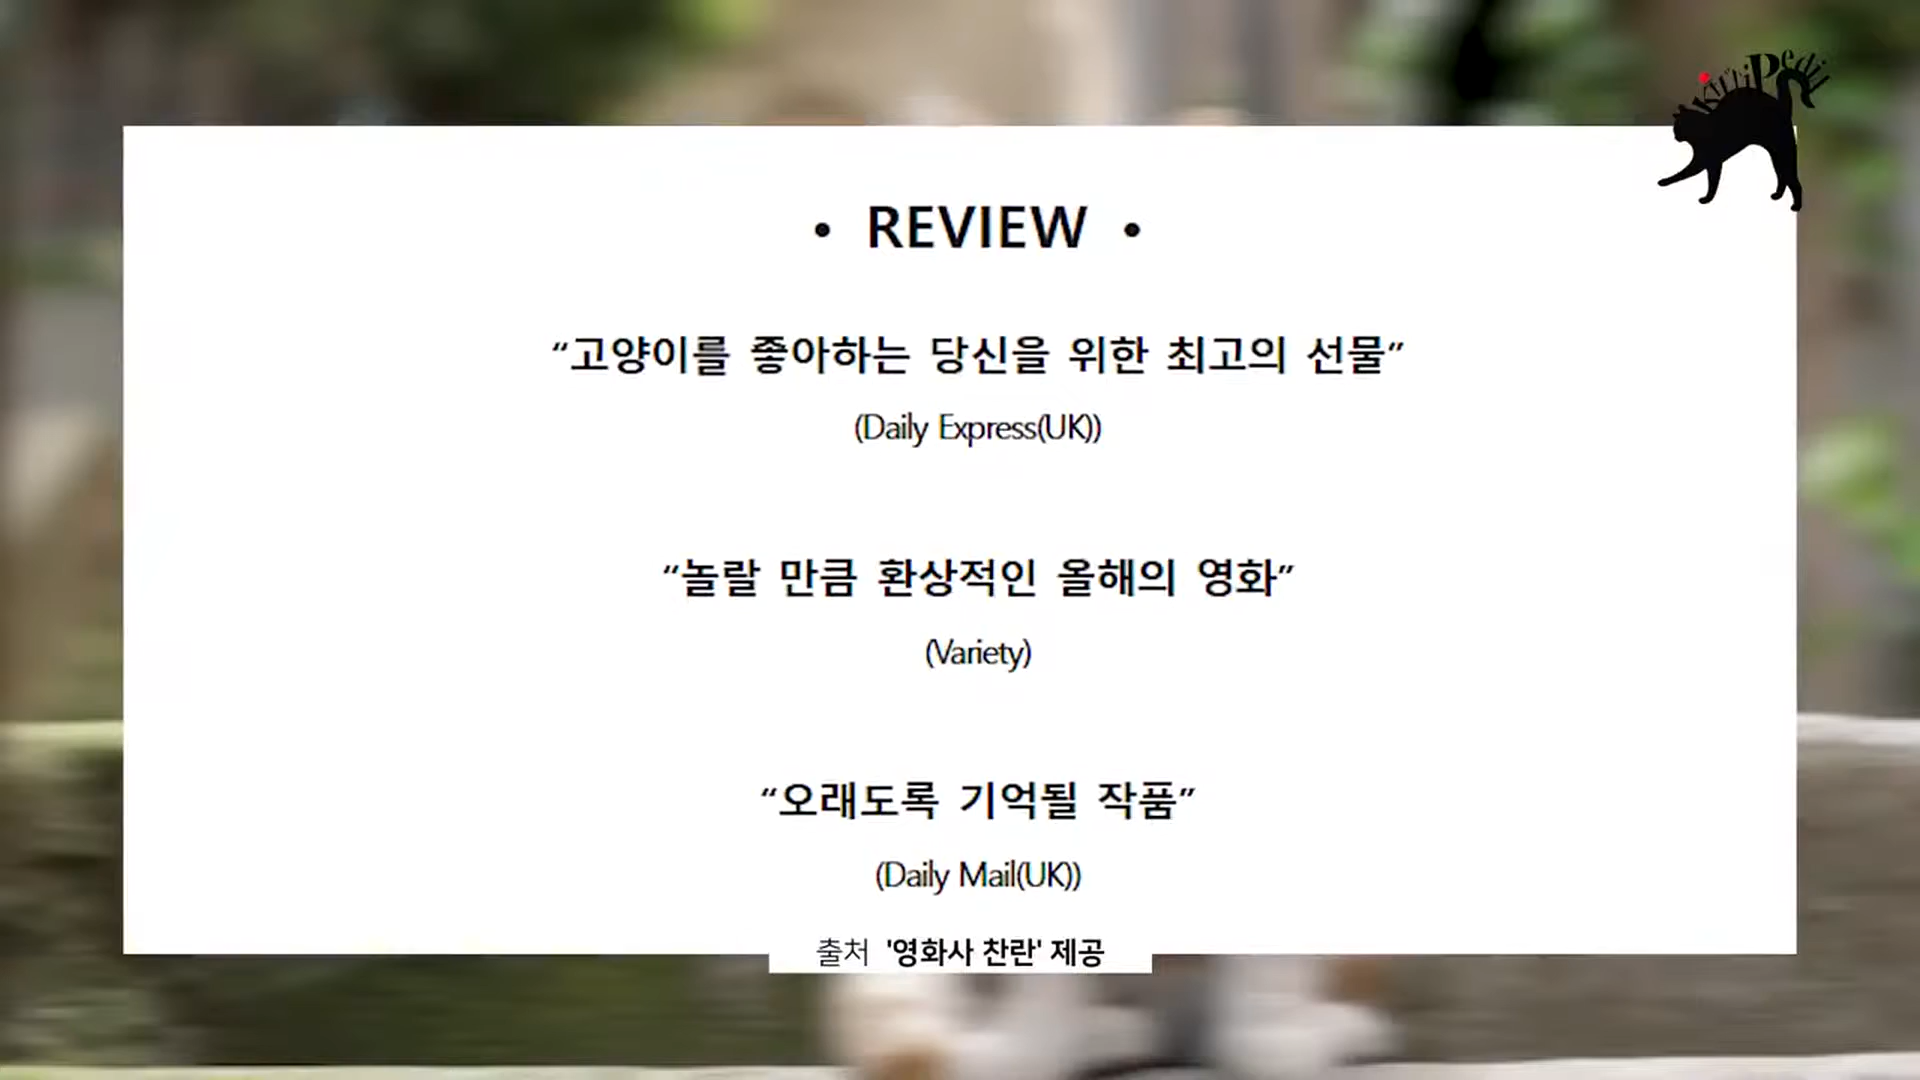 KittiPedia
• REVIEW •
“고양이를 좋아하는 당신을 위한 최고의 선물”
(Daily Express(UK))
“놀랄 만큼 환상적인 올해의 영화”
(Variety)
“오래도록 기억될 작품”
(Daily Mail(UK))
출처 '영화사 찬란' 제공